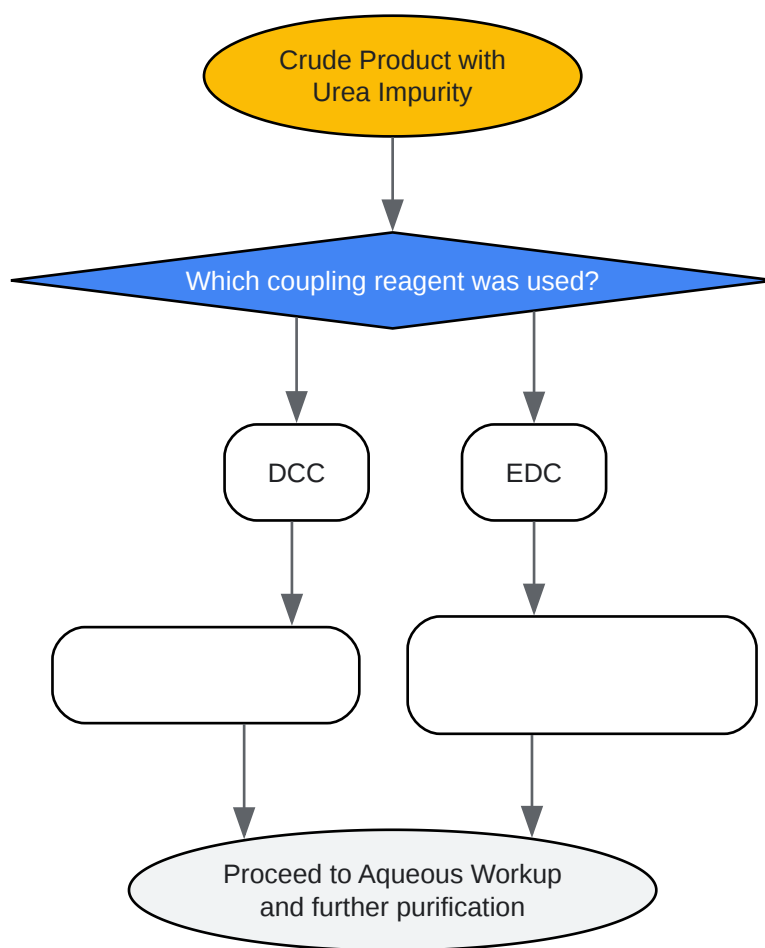 Crude Product with
Urea Impurity
Which coupling reagent was used?
DCC
EDC
Proceed to Aqueous Workup
and further purification